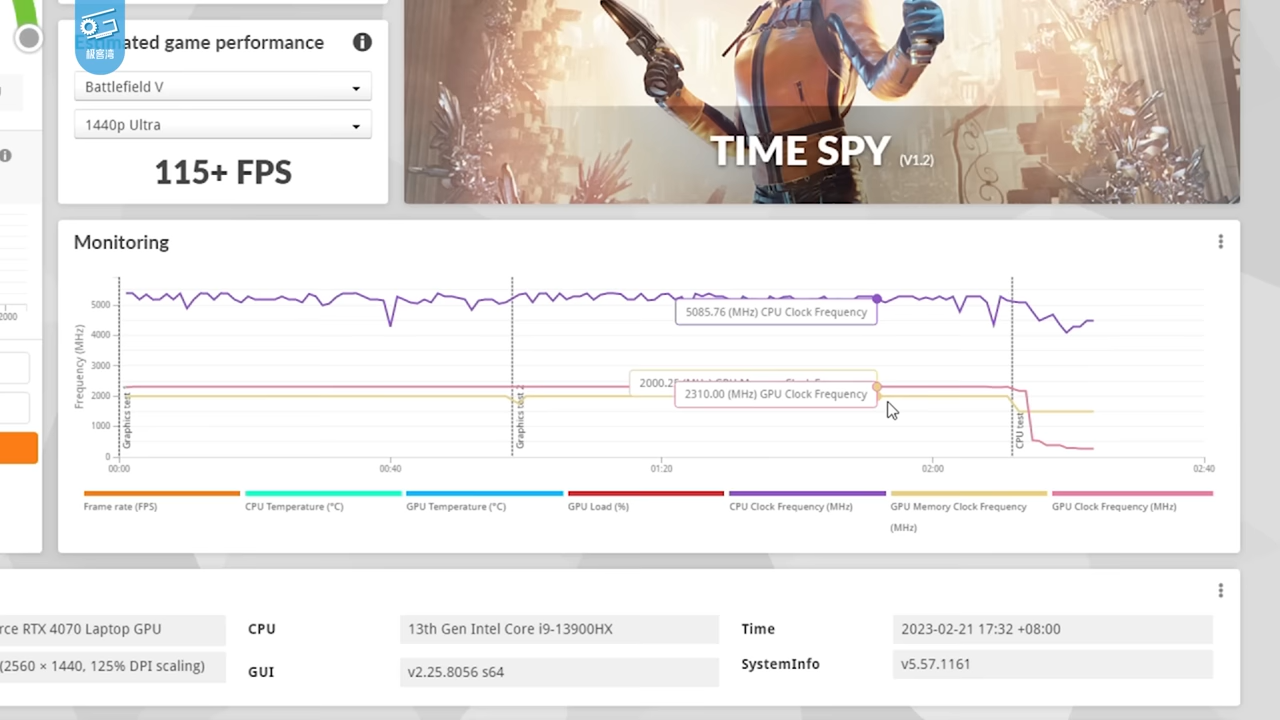 极客湾
Estimated game performance
Battlefield V
1440p Ultra
115+ FPS
TIME SPY (V1.2)
2000
Monitoring
Frequency (MHz)
5000
4000
3000
2000
1000
0
Graphics test
Graphics test 2
CPU test
5085.76 (MHz) CPU Clock Frequency
2310.00 (MHz) GPU Clock Frequency
00:00
00:40
01:20
02:00
02:40
Frame rate (FPS)
CPU Temperature (°C)
GPU Temperature (°C)
GPU Load (%)
CPU Clock Frequency (MHz)
GPU Memory Clock Frequency
(MHz)
GPU Clock Frequency (MHz)
rce RTX 4070 Laptop GPU
CPU
13th Gen Intel Core i9-13900HX
Time
2023-02-21 17:32 +08:00
(2560 × 1440, 125% DPI scaling)
GUI
v2.25.8056 s64
SystemInfo
v5.57.1161